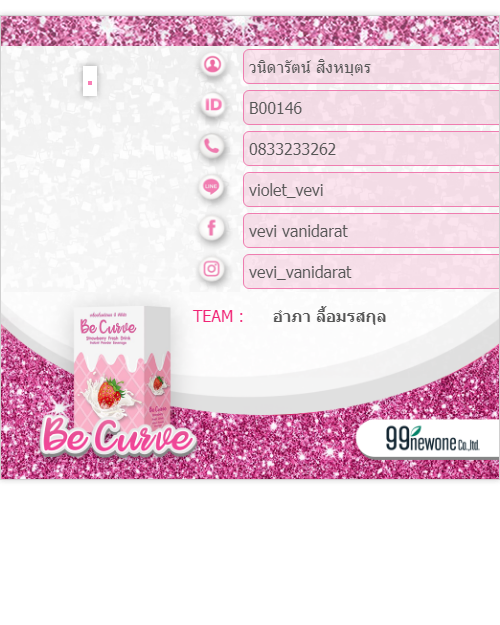 วนิดารัตน์ สิงหบุตร
ID
B00146
0833233262
LINE
violet_vevi
vevi vanidarat
vevi_vanidarat
TEAM :
อำภา ลื้อมรสกุล
Be Curve
Strawberry Fresh Drink
Be Curve
Be Curve
99newone Co.,ltd.